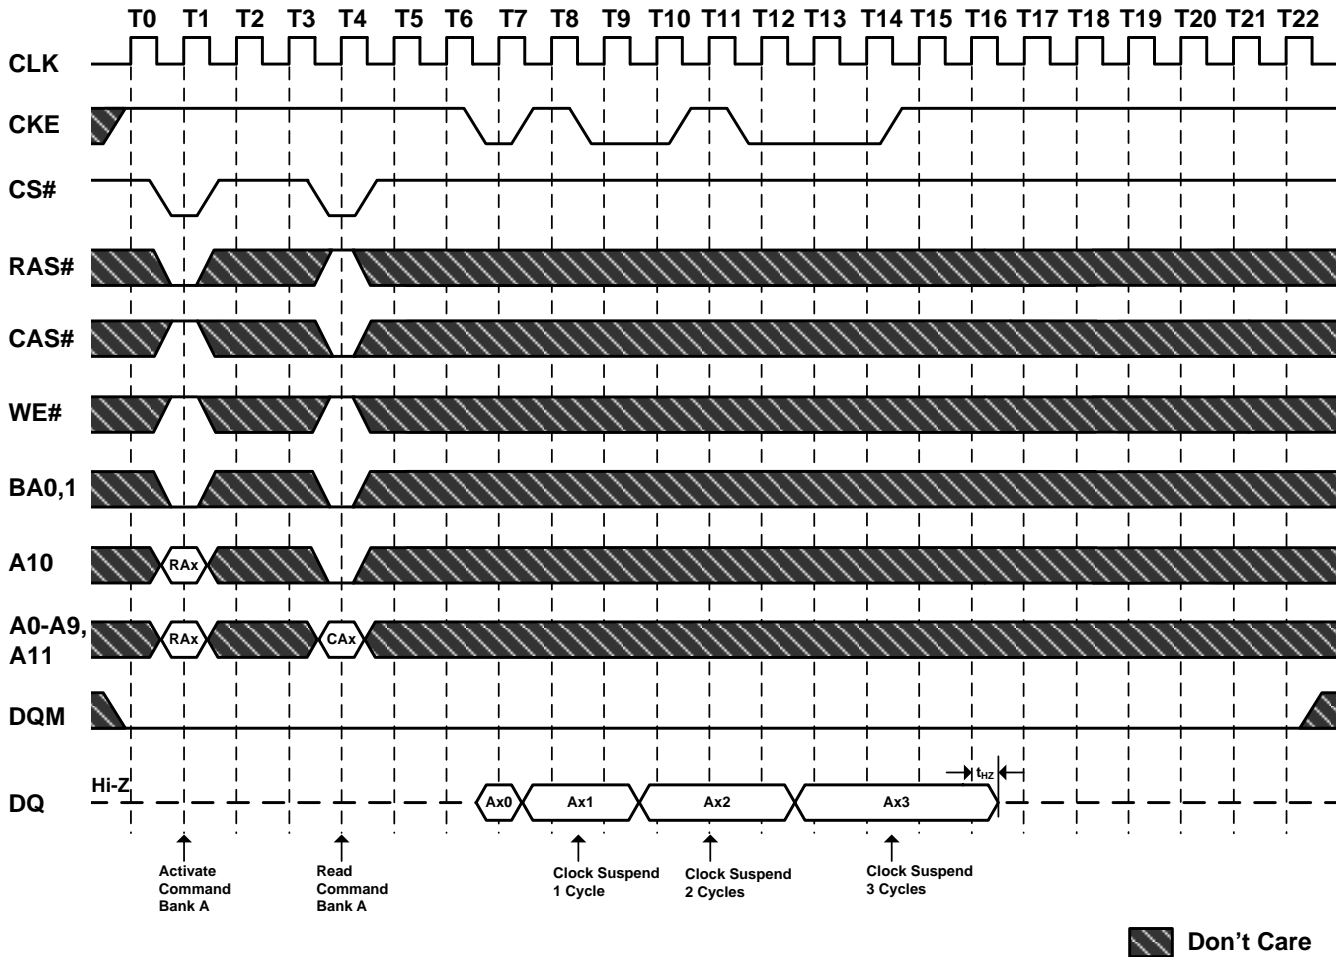 T0 T1 T2 T3 T4 T5 T6 T7 T8 T9 T10 T11 T12 T13 T14 T15 T16 T17 T18 T19 T20 T21 T22
CLK
CKE
CS#
RAS#
CAS#
WE#
BA0,1
A10
RAx
A0-A9,
A11
RAx
CAx
DQM
Hi-Z
tHZ
DQ
Ax0
Ax1
Ax2
Ax3
Activate
Command
Bank A
Read
Command
Bank A
Clock Suspend
1 Cycle
Clock Suspend
2 Cycles
Clock Suspend
3 Cycles
Don't Care